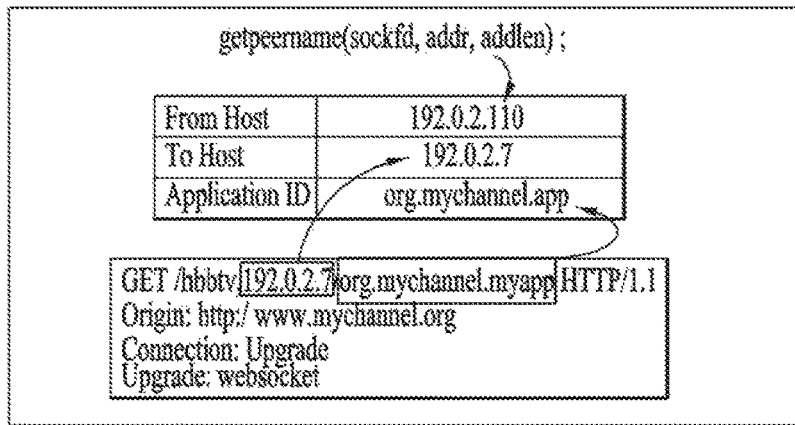 getpeername(sockfd, addr, addlen) ;
From Host 192.0.2.110
To Host 192.0.2.7
Application ID org.mychannel.app
GET /hbbtv/192.0.2.7/org.mychannel.myapp HTTP/1.1
Origin: http:/ www.mychannel.org
Connection: Upgrade
Upgrade: websocket